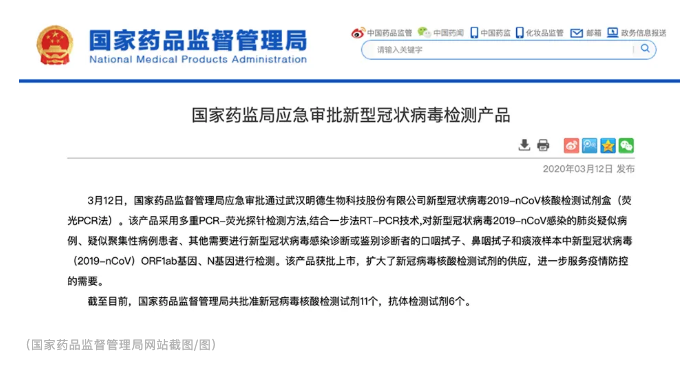 国家药品监督管理局
National Medical Products Administration
中国药品监管 中国药闻 中国药监 化妆品监管 邮箱 政务信息报送
请输入关键字
国家药监局应急审批新型冠状病毒检测产品
2020年03月12日 发布
3月12日，国家药品监督管理局应急审批通过武汉明德生物科技股份有限公司新型冠状病毒2019-nCoV核酸检测试剂盒（荧
光PCR法）。该产品采用多重PCR-荧光探针检测方法,结合一步法RT-PCR技术,对新型冠状病毒2019-nCoV感染的肺炎疑似病
例、疑似聚集性病例患者、其他需要进行新型冠状病毒感染诊断或鉴别诊断者的口咽拭子、鼻咽拭子和痰液样本中新型冠状病毒
（2019-nCoV）ORF1ab基因、N基因进行检测。该产品获批上市，扩大了新冠病毒核酸检测试剂的供应，进一步服务疫情防控
的需要。
截至目前，国家药品监督管理局共批准新冠病毒核酸检测试剂11个，抗体检测试剂6个。
（国家药品监督管理局网站截图/图）